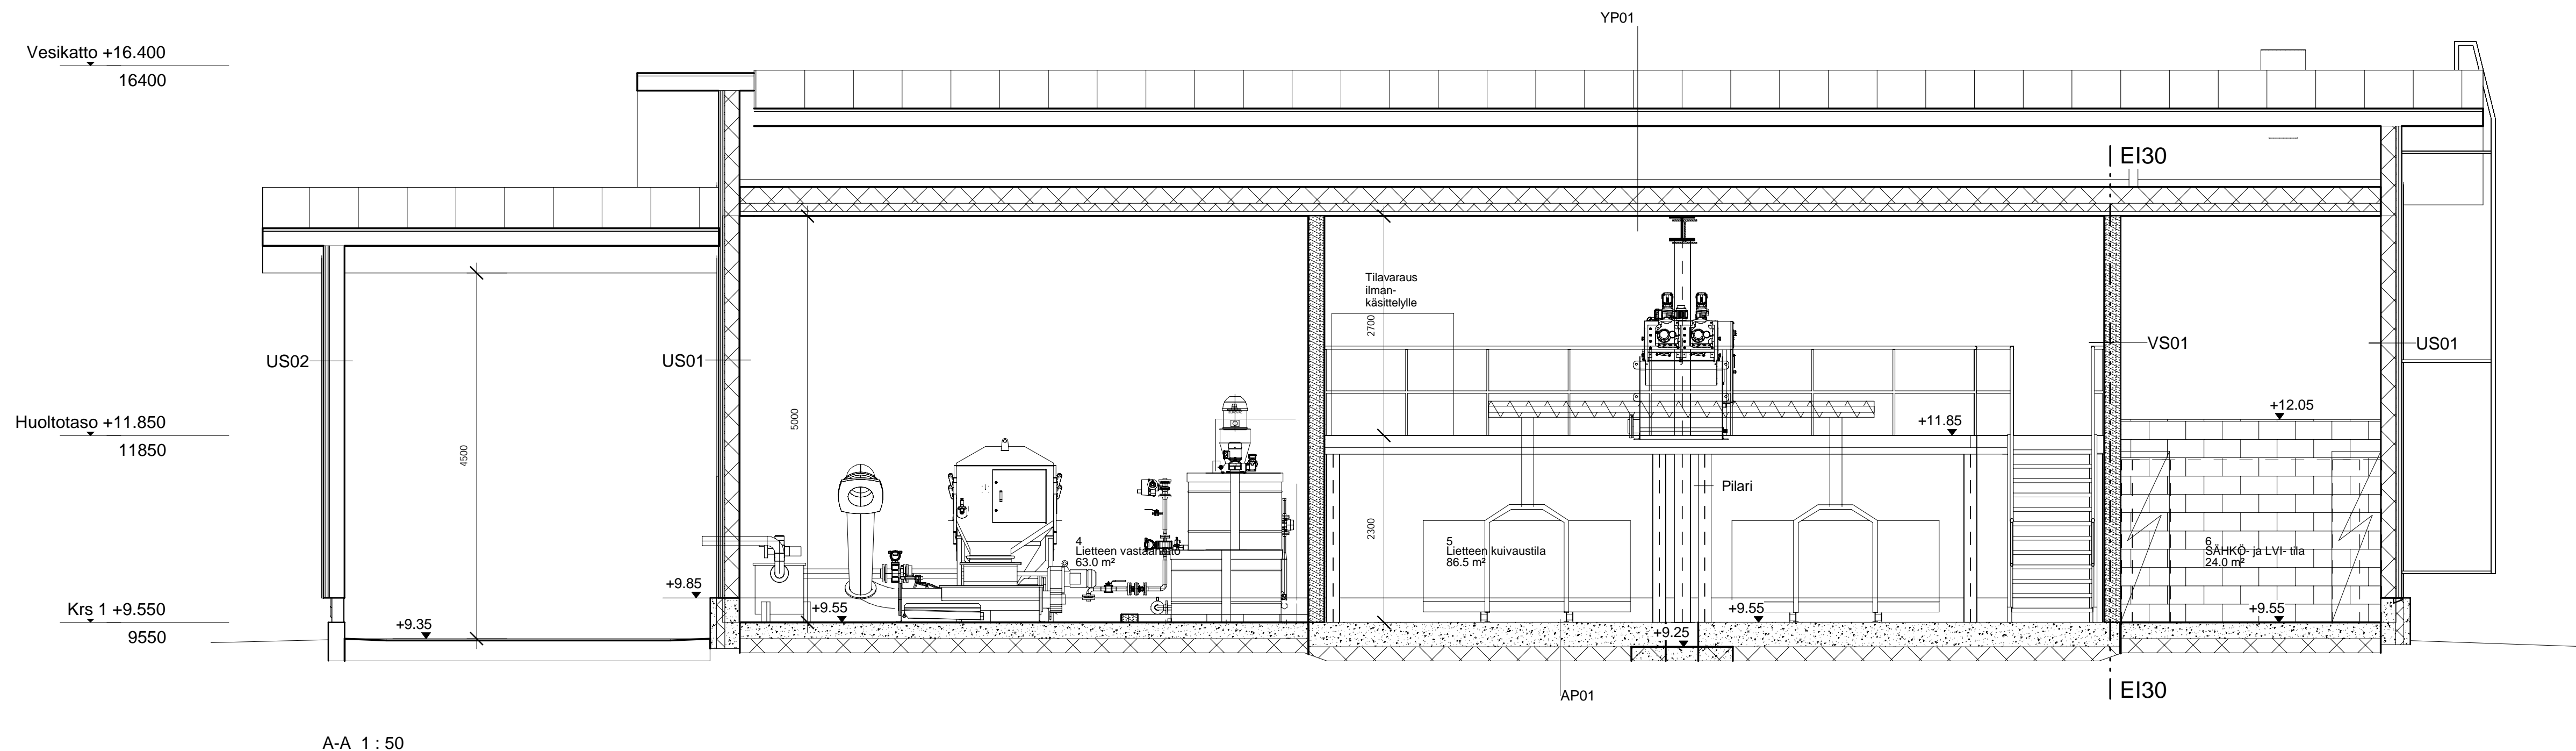 YP01
Vesikatto +16.400
16400
EI30
Tilavaraus
ilman-
käsittelylle
2700
US02
US01
VS01
US01
5000
4500
Huoltotaso +11.850
11850
+12.05
+11.85
Pilari
2300
4
Lietteen vastaanotto
63.0 m²
5
Lietteen kuivaustila
86.5 m²
6
SÄHKÖ- ja LVI- tila
24.0 m²
+9.85
Krs 1 +9.550
9550
+9.55
+9.55
+9.55
+9.35
+9.25
EI30
AP01
A-A 1 : 50